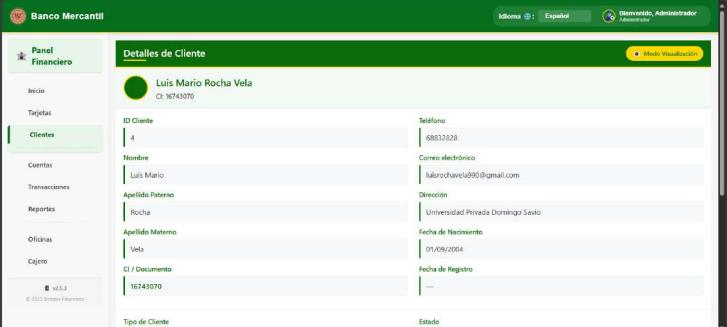 Banco Mercantil
Idioma : Español
Bienvenido, Administrador
Administrador
Panel Financiero
Inicio
Tarjetas
Clientes
Cuentas
Transacciones
Reportes
Oficinas
Cajero
v2.5.3
© 2025 Sistema Financiero
Detalles de Cliente
Modo Visualización
Luis Mario Rocha Vela
CI: 16743070
ID Cliente
4
Teléfono
68832828
Nombre
Luis Mario
Correo electrónico
luisrochavela990@gmail.com
Apellido Paterno
Rocha
Dirección
Universidad Privada Domingo Savio
Apellido Materno
Vela
Fecha de Nacimiento
01/09/2004
CI / Documento
16743070
Fecha de Registro
—
Tipo de Cliente
Estado